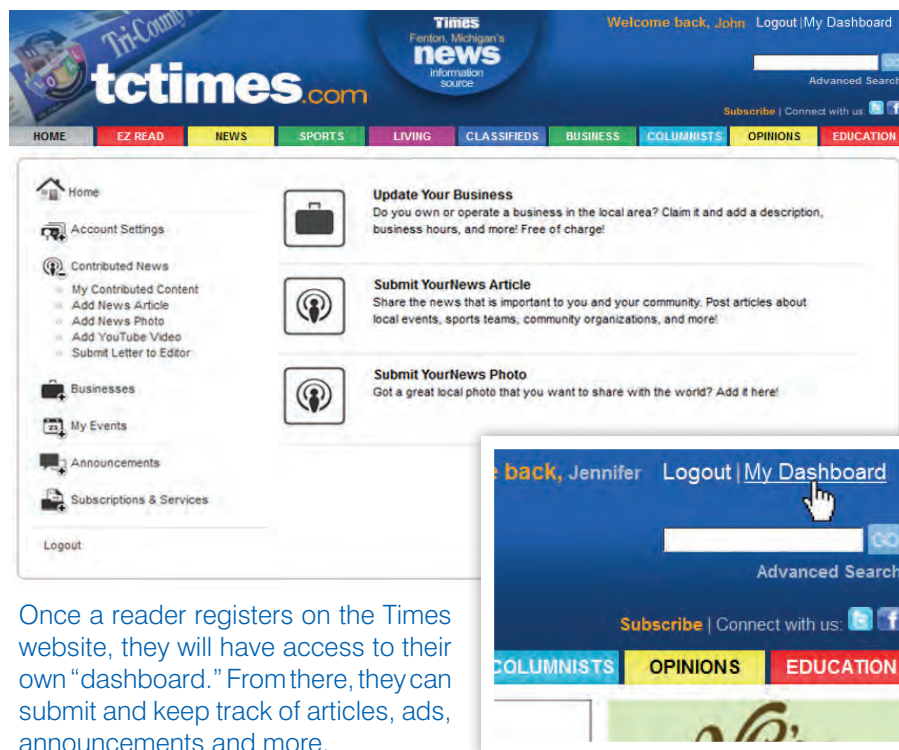 Tri-County
Times
Fenton, Michigan's
news
information
source
tctimes.com
Welcome back, John Logout | My Dashboard
GO
Advanced Search
Subscribe | Connect with us:
HOME EZ READ NEWS SPORTS LIVING CLASSIFIEDS BUSINESS COLUMNISTS OPINIONS EDUCATION
Home
Account Settings
Contributed News
My Contributed Content
Add News Article
Add News Photo
Add YouTube Video
Submit Letter to Editor
Businesses
My Events
Announcements
Subscriptions & Services
Logout
Update Your Business
Do you own or operate a business in the local area? Claim it and add a description,
business hours, and more! Free of charge!
Submit YourNews Article
Share the news that is important to you and your community. Post articles about
local events, sports teams, community organizations, and more!
Submit YourNews Photo
Got a great local photo that you want to share with the world? Add it here!
back, Jennifer Logout | My Dashboard
GO
Advanced Search
Subscribe | Connect with us:
COLUMNISTS OPINIONS EDUCATION
Once a reader registers on the Times
website, they will have access to their
own “dashboard.” From there, they can
submit and keep track of articles, ads,
announcements and more.